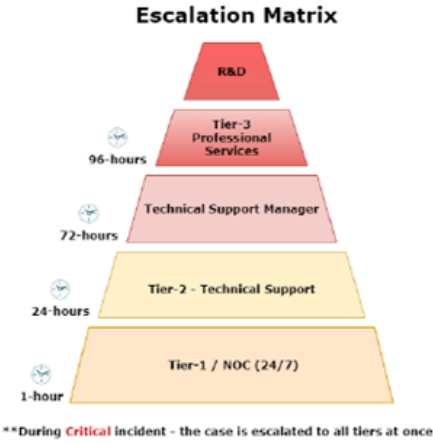 Escalation Matrix
R&D
Tier-3
Professional
Services
96-hours
Technical Support Manager
72-hours
Tier-2 - Technical Support
24-hours
Tier-1 / NOC (24/7)
1-hour
**During Critical incident - the case is escalated to all tiers at once